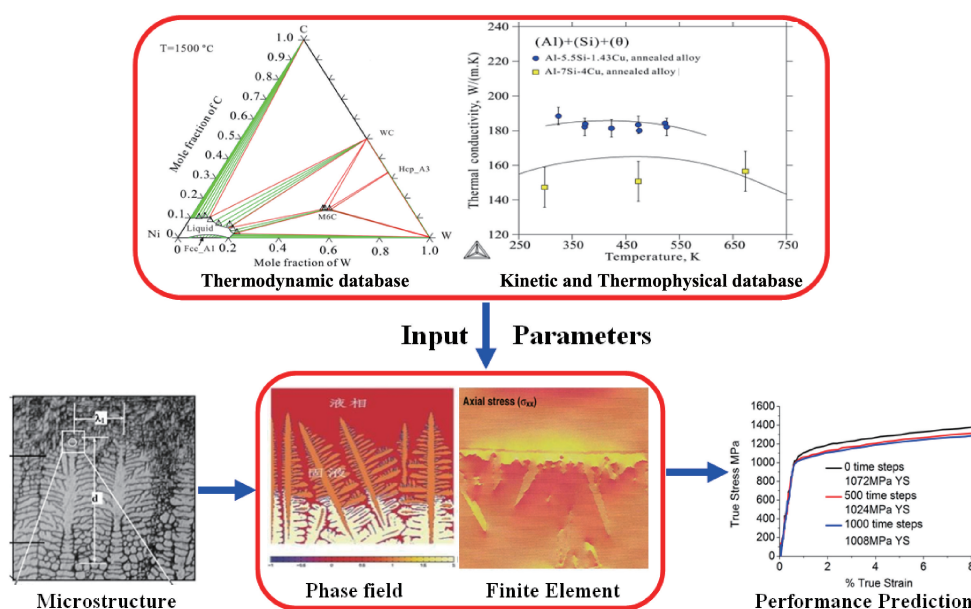 T=1500 °C
C
1.0
0.9
0.8
0.7
0.6
0.5
0.4
0.3
0.2
0.1
0
Mole fraction of C
WC
Hcp_A3
M6C
Liquid
Ni
W
Fcc_A1
0 0.2 0.4 0.6 0.8 1.0
Mole fraction of W
Thermodynamic database
(Al)+(Si)+(θ)
Al-5.5Si-1.43Cu, annealed alloy
Al-7Si-4Cu, annealed alloy
Thermal conductivity, W/(m.K)
240
220
200
180
160
140
120
250 350 450 550 650 750
Temperature, K
Kinetic and Thermophysical database
Input Parameters
λ1
d
Microstructure
液相
固液
Phase field
Axial stress (σxx)
Finite Element
True Stress MPa
1600
1400
1200
1000
800
600
400
200
0
0 time steps
1072MPa YS
500 time steps
1024MPa YS
1000 time steps
1008MPa YS
0 2 4 6 8
% True Strain
Performance Prediction